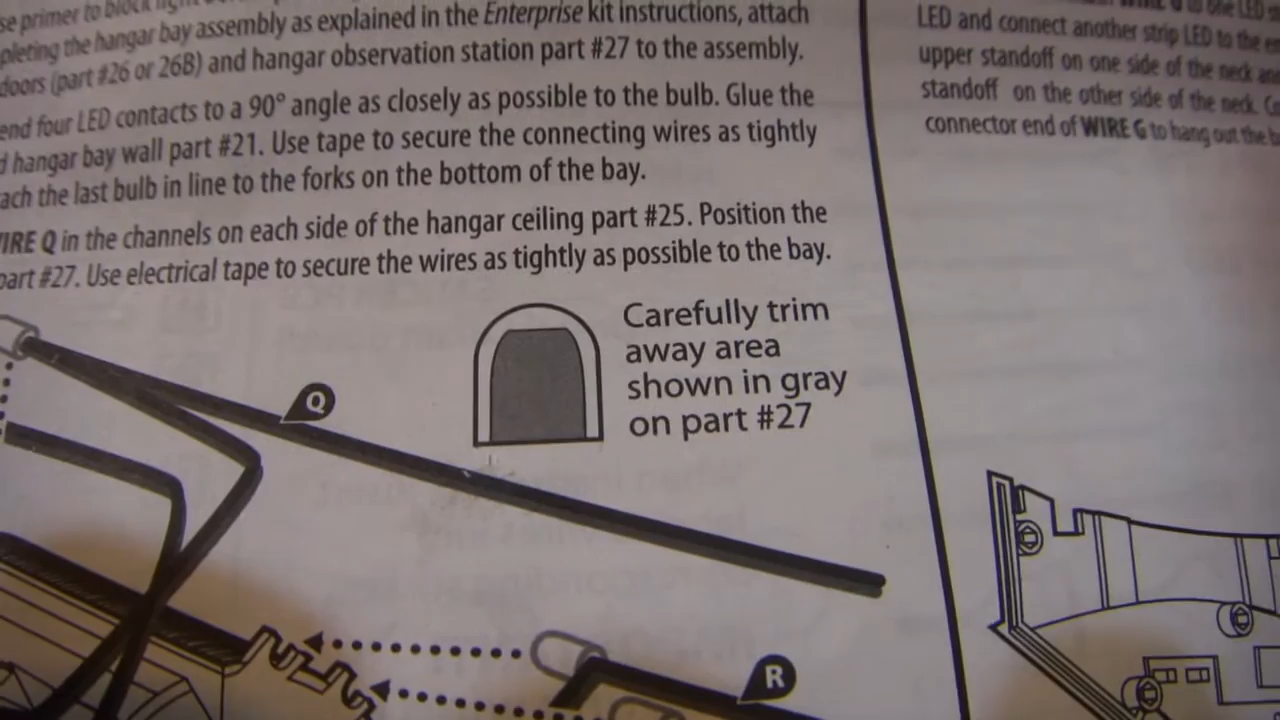 se primer to block light
pleting the hangar bay assembly as explained in the Enterprise kit instructions, attach
doors (part #26 or 26B) and hangar observation station part #27 to the assembly.
end four LED contacts to a 90° angle as closely as possible to the bulb. Glue the
d hangar bay wall part #21. Use tape to secure the connecting wires as tightly
ach the last bulb in line to the forks on the bottom of the bay.
IRE Q in the channels on each side of the hangar ceiling part #25. Position the
part #27. Use electrical tape to secure the wires as tightly as possible to the bay.
Carefully trim
away area
shown in gray
on part #27
Q
R
WIRE G to one LED
LED and connect another strip LED to the
upper standoff on one side of the neck and
standoff on the other side of the neck.
connector end of WIRE G to hang out the